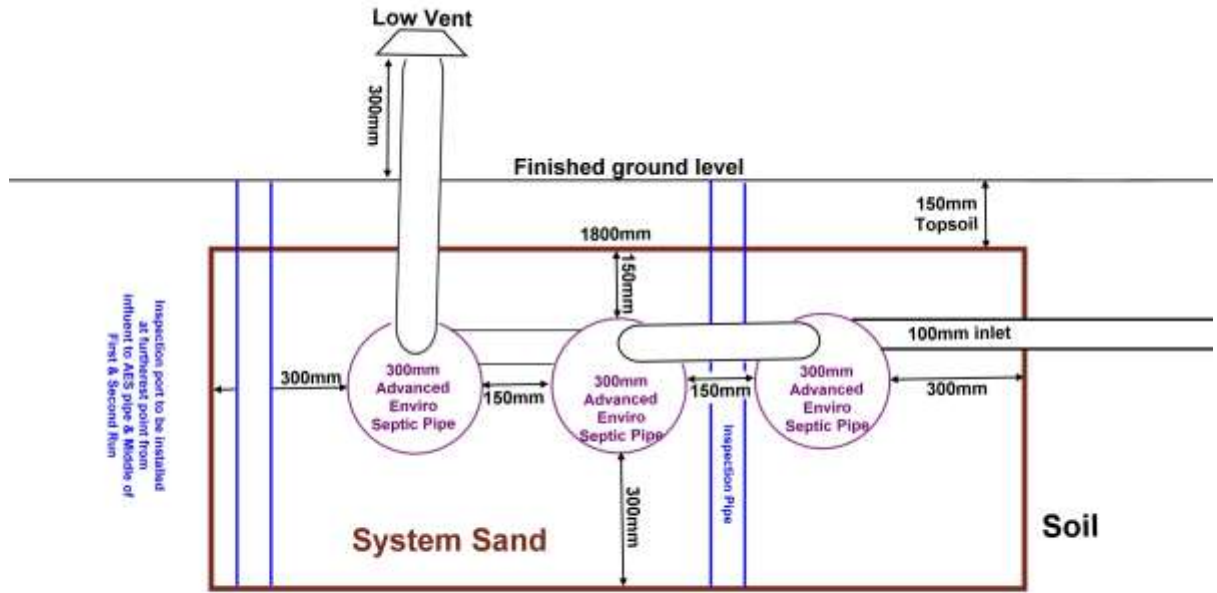 Low Vent
300mm
Finished ground level
150mm
Topsoil
1800mm
150mm
Inspection port to be installed
at furtherest point from
influent to AES pipe & Middle of
First & Second Run
100mm inlet
300mm
300mm
Advanced
Enviro
Septic Pipe
150mm
300mm
Advanced
Enviro
Septic Pipe
150mm
300mm
Advanced
Enviro
Septic Pipe
300mm
Inspection Pipe
300mm
System Sand
Soil